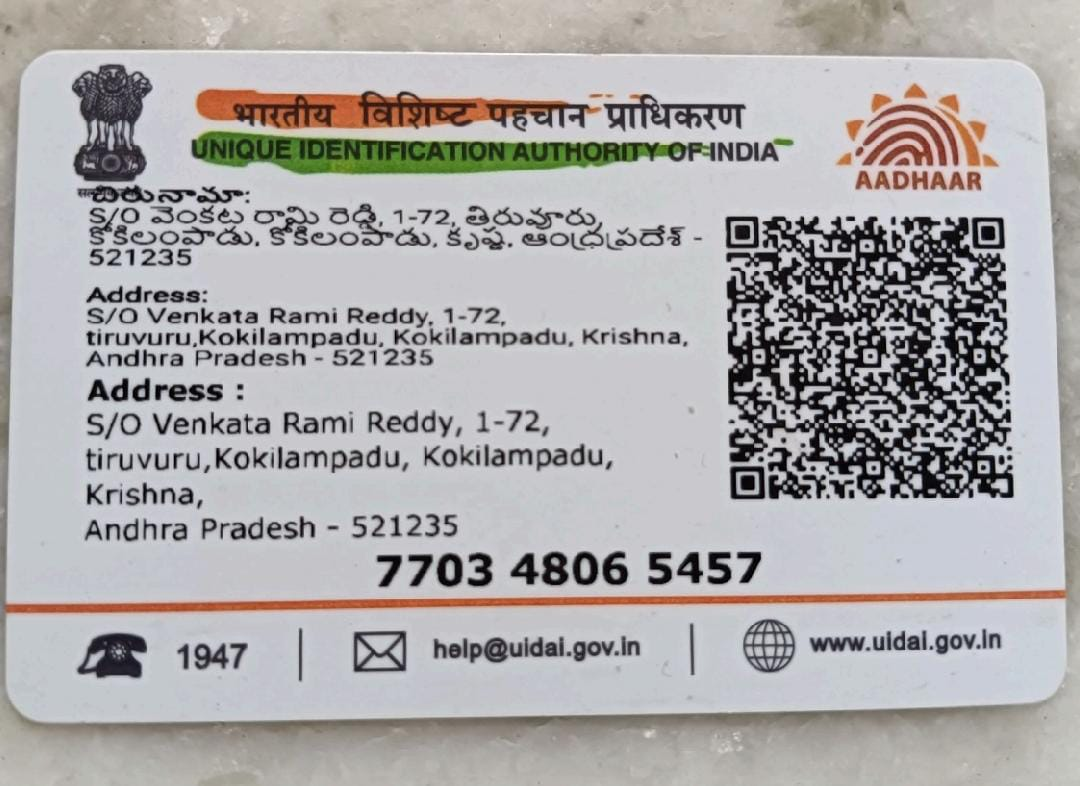 भारतीय विशिष्ट पहचान प्राधिकरण
UNIQUE IDENTIFICATION AUTHORITY OF INDIA
AADHAAR
చిరునామా:
S/O వెంకట రామి రెడ్డి, 1-72, తిరువూరు,
కోకిలంపాడు, కోకిలంపాడు, కృష్ణ, ఆంధ్రప్రదేశ్ -
521235
Address:
S/O Venkata Rami Reddy, 1-72,
tiruvuru,Kokilampadu, Kokilampadu, Krishna,
Andhra Pradesh - 521235
Address :
S/O Venkata Rami Reddy, 1-72,
tiruvuru,Kokilampadu, Kokilampadu,
Krishna,
Andhra Pradesh - 521235
7703 4806 5457
1947
help@uidai.gov.in
www.uidai.gov.in